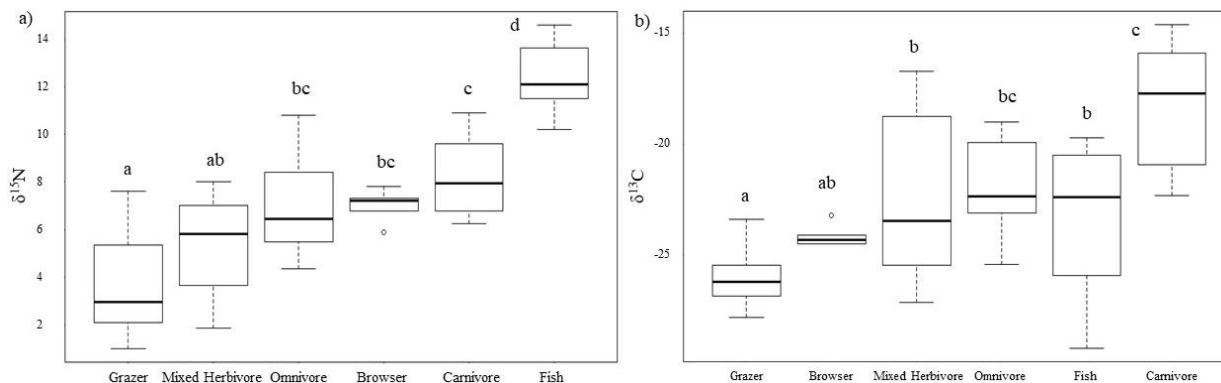 a)
d
14
12
10
8
6
4
2
δ¹⁵N
a
ab
bc
bc
c
Grazer Mixed Herbivore Omnivore Browser Carnivore Fish
b)
c
-15
-20
-25
δ¹³C
a
ab
b
bc
b
Grazer Browser Mixed Herbivore Omnivore Fish Carnivore